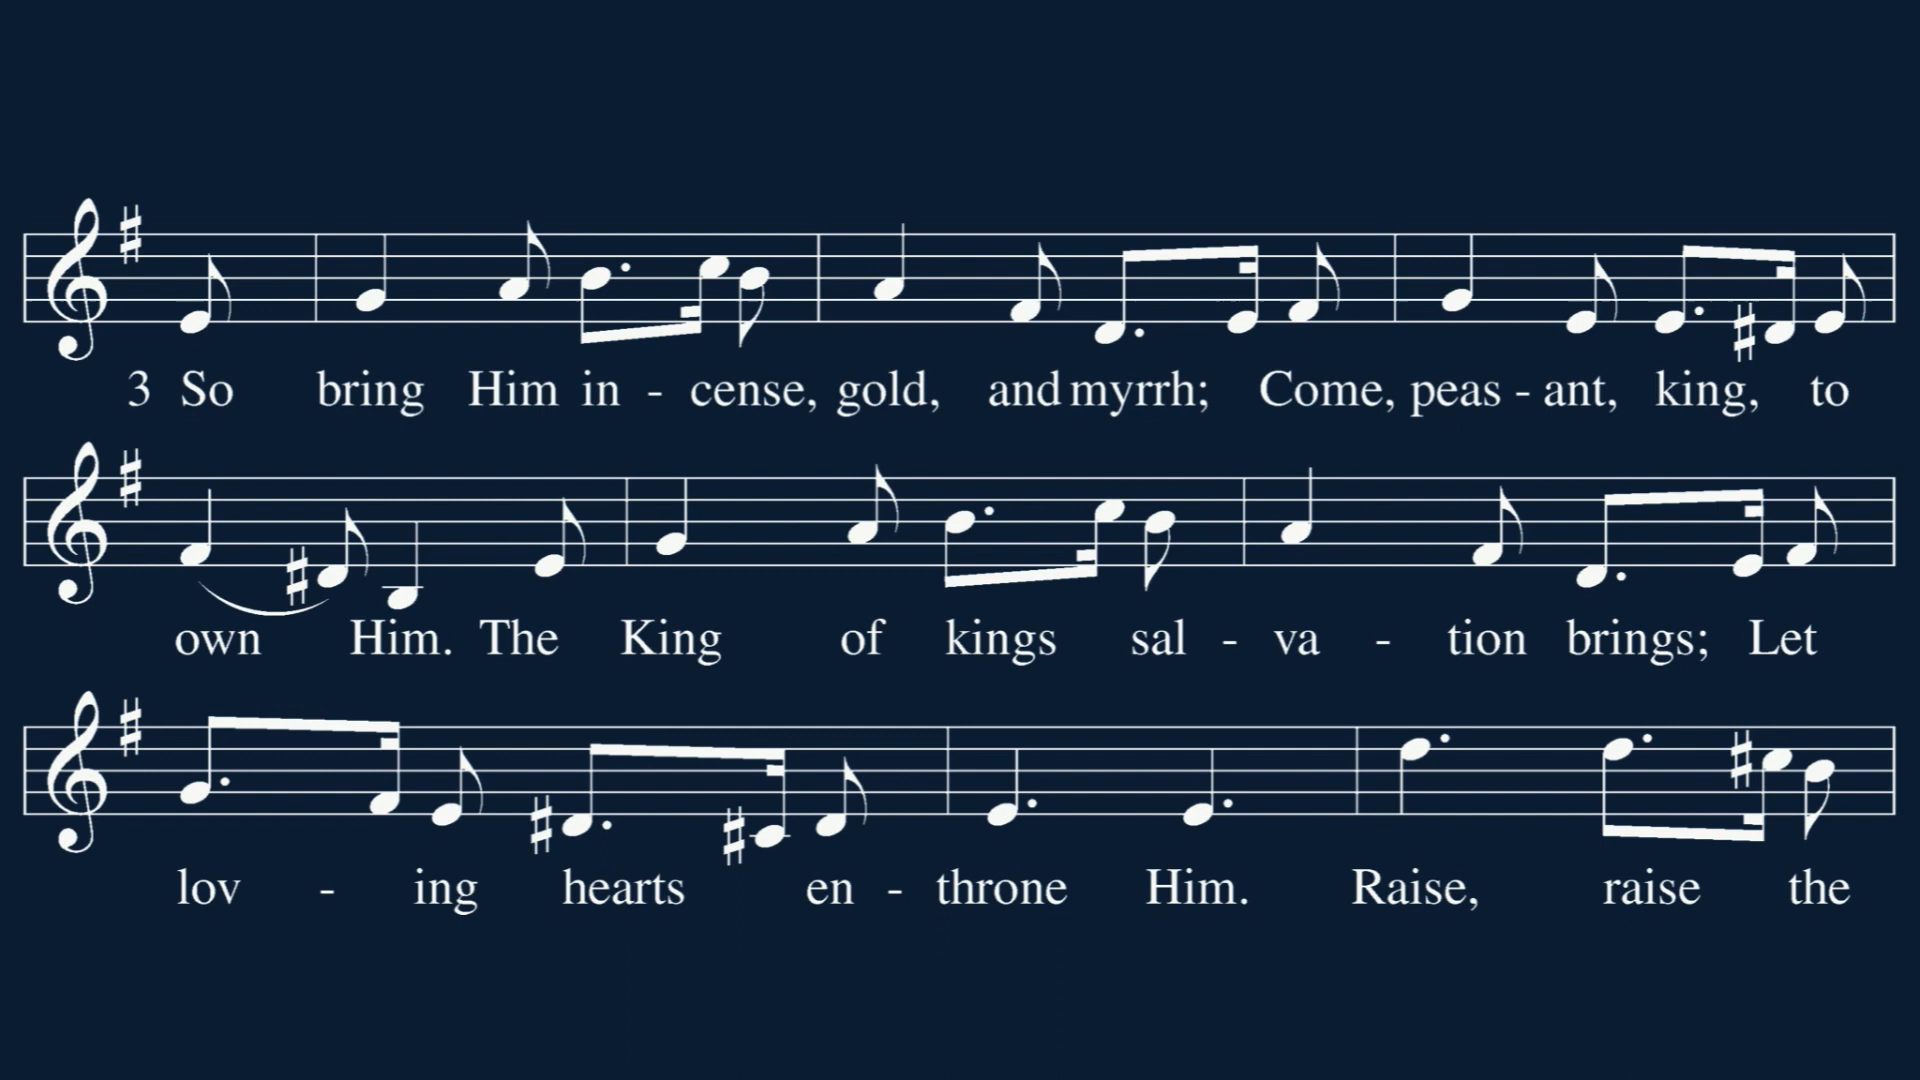 3 So bring Him in - cense, gold, and myrrh; Come, peas - ant, king, to
own Him. The King of kings sal - va - tion brings; Let
lov - ing hearts en - throne Him. Raise, raise the